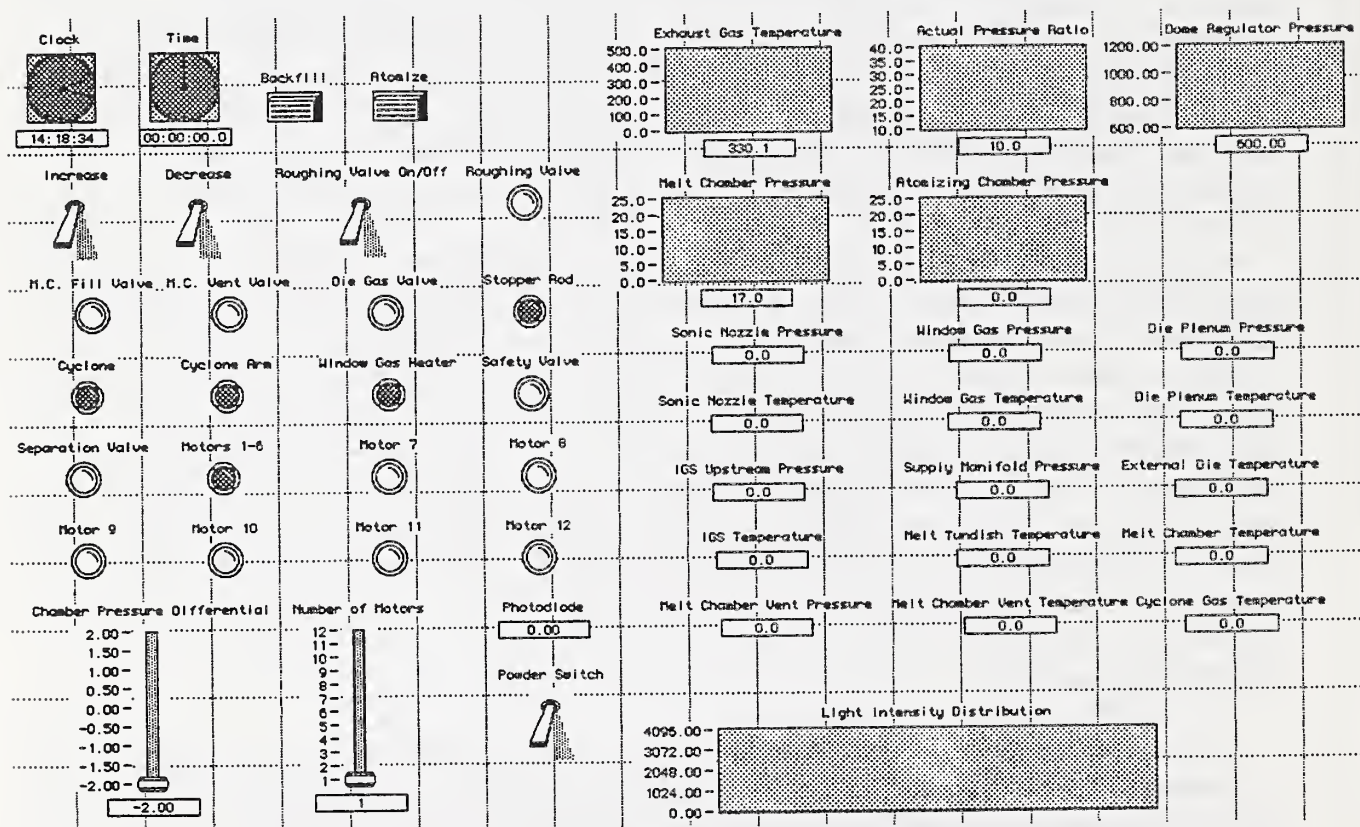 Clock Time Exhaust Gas Temperature Actual Pressure Ratio Dome Regulator Pressure
Backfill Atomize
500.0
400.0
300.0
200.0
100.0
0.0
40.0
35.0
30.0
25.0
20.0
15.0
10.0
1200.00
1000.00
800.00
600.00
14:18:34 00:00:00.0 330.1 10.0 600.00
Increase Decrease Roughing Valve On/Off Roughing Valve Melt Chamber Pressure Atomizing Chamber Pressure
25.0
20.0
15.0
10.0
5.0
0.0
25.0
20.0
15.0
10.0
5.0
0.0
M.C. Fill Valve M.C. Vent Valve Die Gas Valve Stopper Rod
17.0 0.0
Sonic Nozzle Pressure Window Gas Pressure Die Plenum Pressure
0.0 0.0 0.0
Cyclone Cyclone Arm Window Gas Heater Safety Valve
Sonic Nozzle Temperature Window Gas Temperature Die Plenum Temperature
0.0 0.0 0.0
Separation Valve Motors 1-6 Motor 7 Motor 8
IGS Upstream Pressure Supply Manifold Pressure External Die Temperature
0.0 0.0 0.0
Motor 9 Motor 10 Motor 11 Motor 12
IGS Temperature Melt Tundish Temperature Melt Chamber Temperature
0.0 0.0 0.0
Chamber Pressure Differential Number of Motors Photodiode Melt Chamber Vent Pressure Melt Chamber Vent Temperature Cyclone Gas Temperature
0.00 0.0 0.0 0.0
2.00
1.50
1.00
0.50
0.00
-0.50
-1.00
-1.50
-2.00
-2.00
12
11
10
9
8
7
6
5
4
3
2
1
1
Powder Switch
Light Intensity Distribution
4095.00
3072.00
2048.00
1024.00
0.00